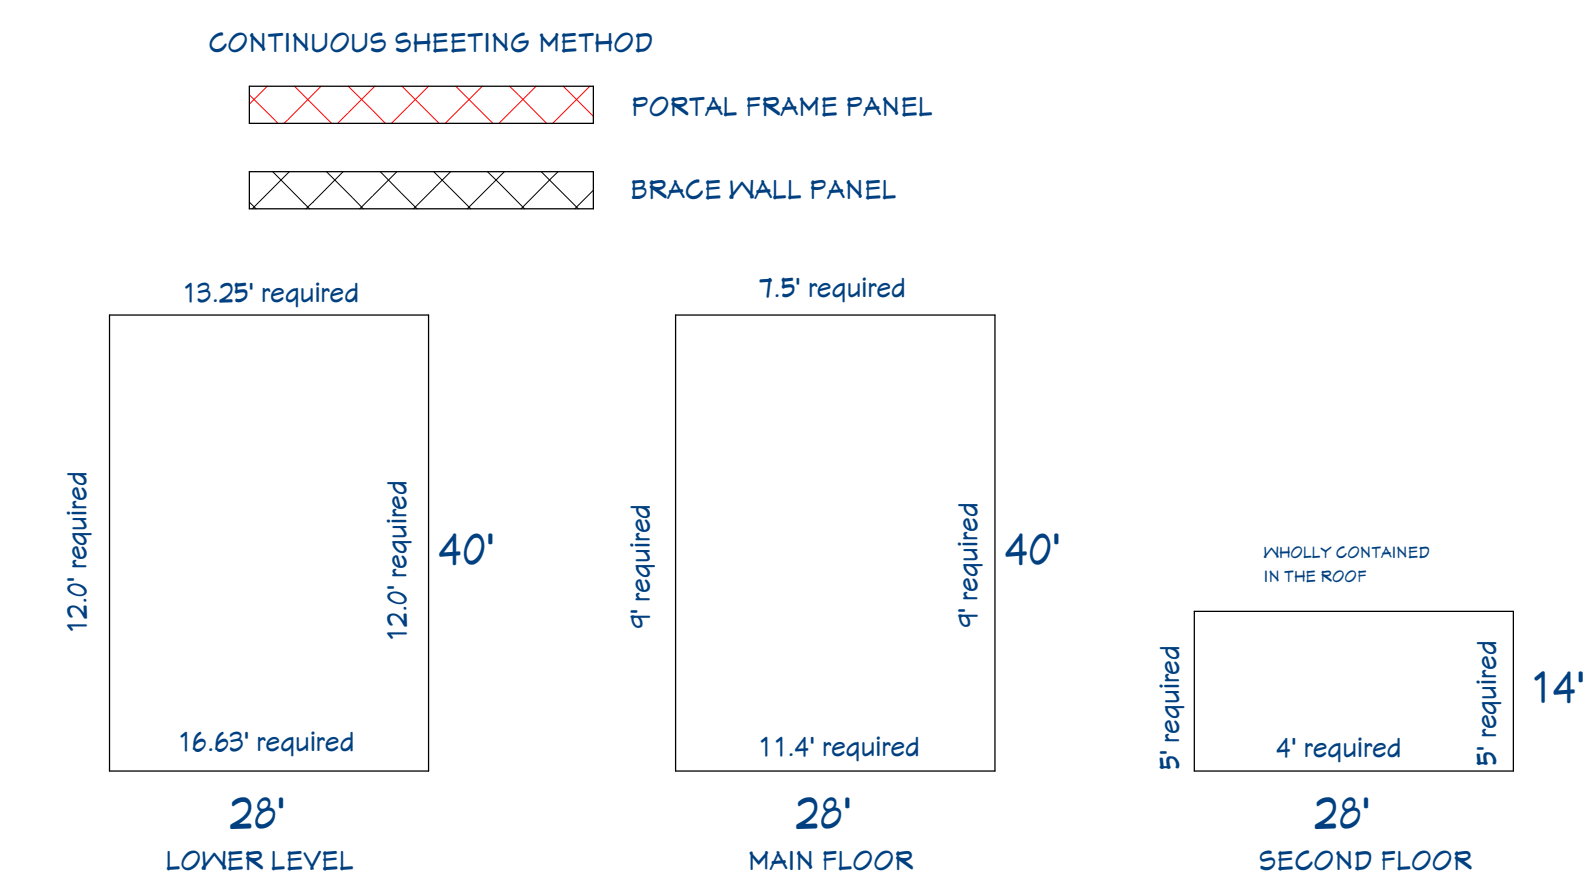 CONTINUOUS SHEETING METHOD
PORTAL FRAME PANEL
BRACE WALL PANEL
13.25' required
12.0' required
12.0' required
40'
16.63' required
28'
LOWER LEVEL
7.5' required
9' required
9' required
40'
11.4' required
28'
MAIN FLOOR
WHOLLY CONTAINED
IN THE ROOF
5' required
5' required
14'
4' required
28'
SECOND FLOOR